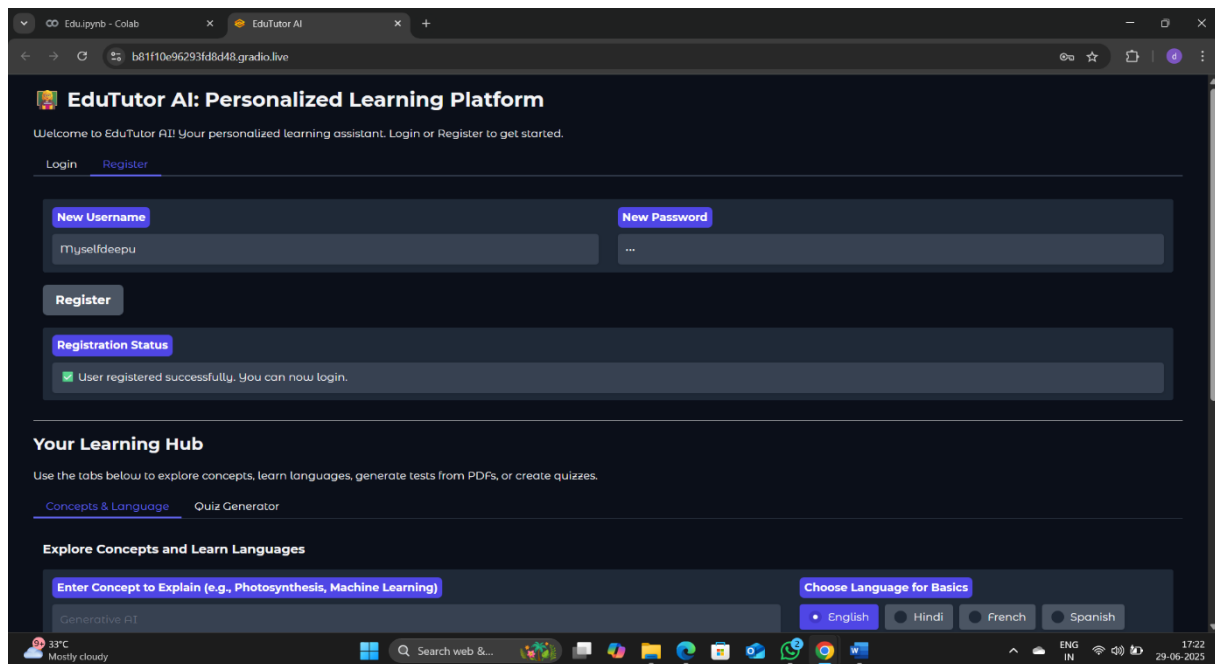 Edu.ipynb - Colab
EduTutor AI
b81f10e96293fd8d48.gradio.live
d
EduTutor AI: Personalized Learning Platform
Welcome to EduTutor AI! Your personalized learning assistant. Login or Register to get started.
Login Register
New Username New Password
Myselfdeepu
Register
Registration Status
User registered successfully. You can now login.
Your Learning Hub
Use the tabs below to explore concepts, learn languages, generate tests from PDFs, or create quizzes.
Concepts & Language Quiz Generator
Explore Concepts and Learn Languages
Enter Concept to Explain (e.g., Photosynthesis, Machine Learning) Choose Language for Basics
Generative AI English Hindi French Spanish
9+ 33°C Search web &... ENG 17:22
Mostly cloudy IN 29-06-2025